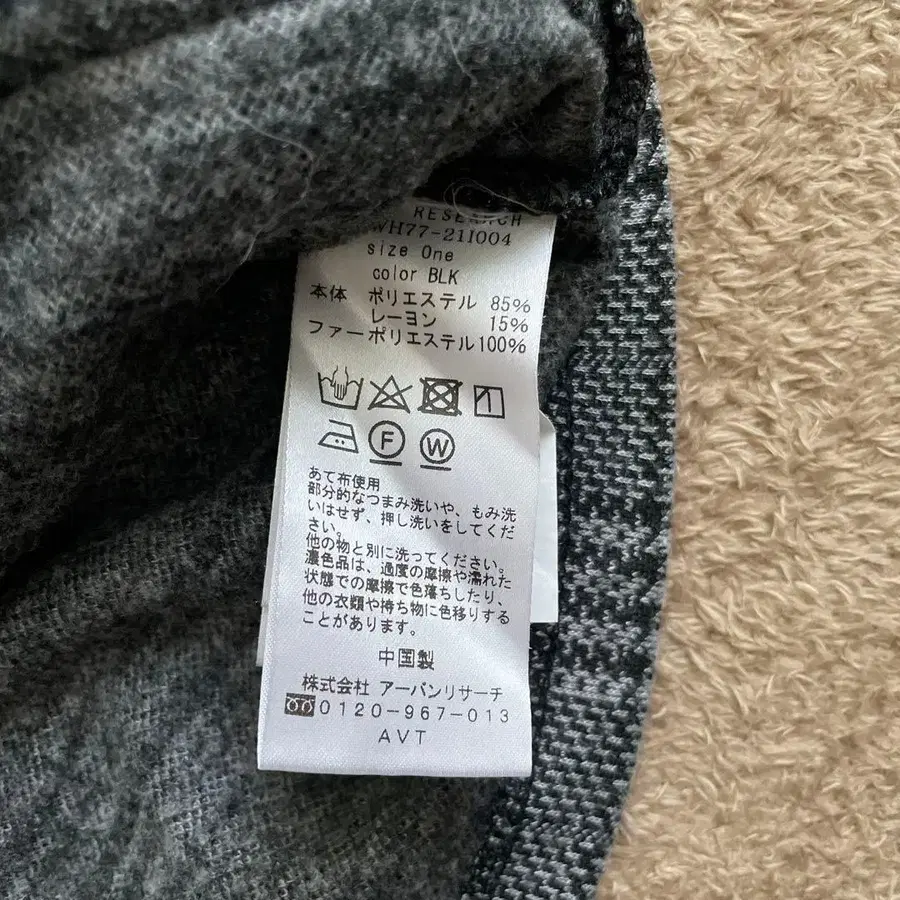 RESEARCH
WH77-21I004
size One
color BLK
本体 ポリエステル 85%
レーヨン 15%
ファーポリエステル100%
1
F W
あて布使用
部分的なつまみ洗いや、もみ洗
いはせず、押し洗いをしてくだ
さい。
他の物と別に洗ってください。
濃色品は、過度の摩擦や濡れた
状態での摩擦で色落ちしたり、
他の衣類や持ち物に色移りする
ことがあります。
中国製
株式会社 アーバンリサーチ
0120-967-013
AVT